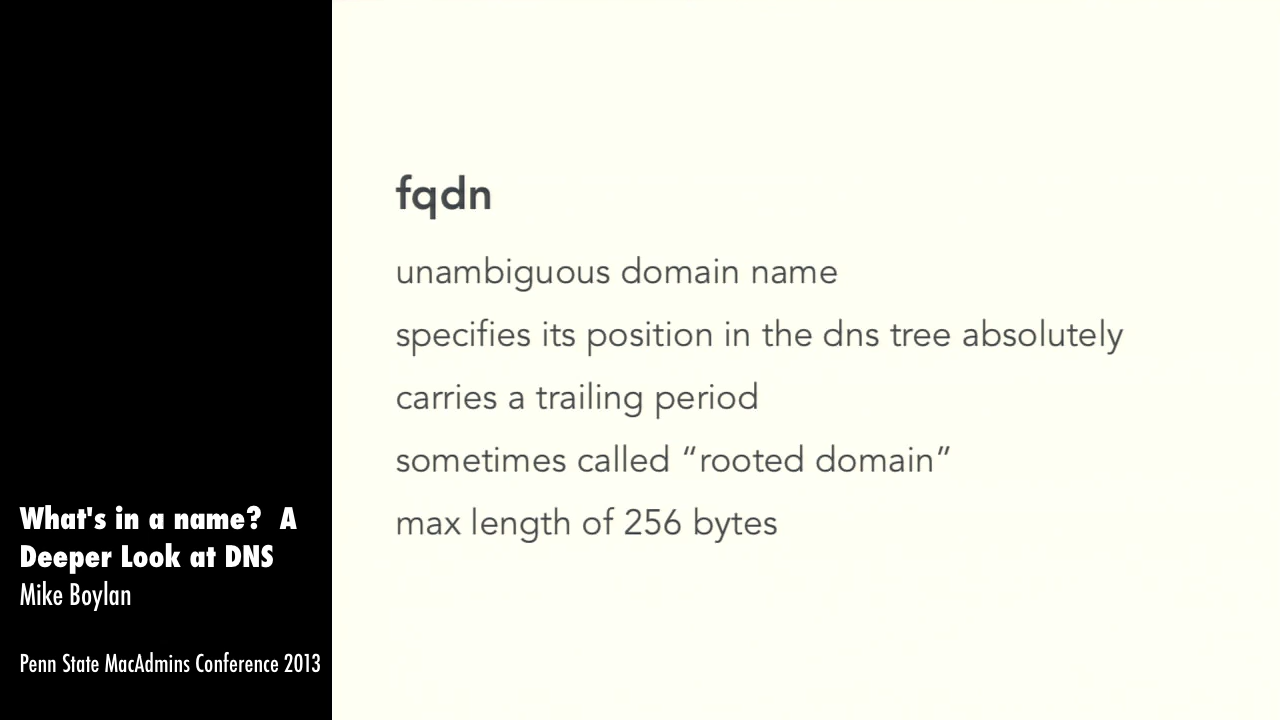 fqdn
unambiguous domain name
specifies its position in the dns tree absolutely
carries a trailing period
sometimes called “rooted domain”
max length of 256 bytes
What's in a name?  A
Deeper Look at DNS
Mike Boylan
Penn State MacAdmins Conference 2013